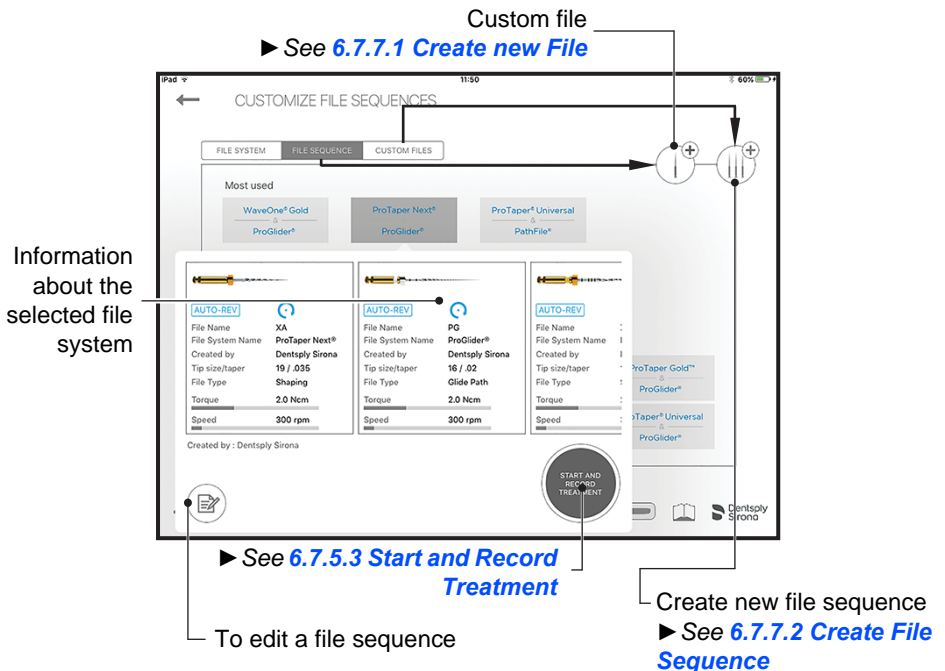 Custom file
►See 6.7.7.1 Create new File
iPad
11:50
60%
CUSTOMIZE FILE SEQUENCES
FILE SYSTEM
FILE SEQUENCE
CUSTOM FILES
Most used
WaveOne® Gold
&
ProGlider®
ProTaper Next®
ProGlider®
ProTaper® Universal
&
PathFile®
Information
about the
selected file
system
AUTO-REV
File Name XA
File System Name ProTaper Next®
Created by Dentsply Sirona
Tip size/taper 19 / .035
File Type Shaping
Torque 2.0 Ncm
Speed 300 rpm
AUTO-REV
File Name PG
File System Name ProGlider®
Created by Dentsply Sirona
Tip size/taper 16 / .02
File Type Glide Path
Torque 2.0 Ncm
Speed 300 rpm
AUTO-REV
File Name
File System Name
Created by
Tip size/taper
File Type
Torque
Speed
ProTaper Gold™
&
ProGlider®
Taper® Universal
&
ProGlider®
Created by : Dentsply Sirona
START AND
RECORD
TREATMENT
Dentsply
Sirona
►See 6.7.5.3 Start and Record
Treatment
To edit a file sequence
Create new file sequence
►See 6.7.7.2 Create File
Sequence